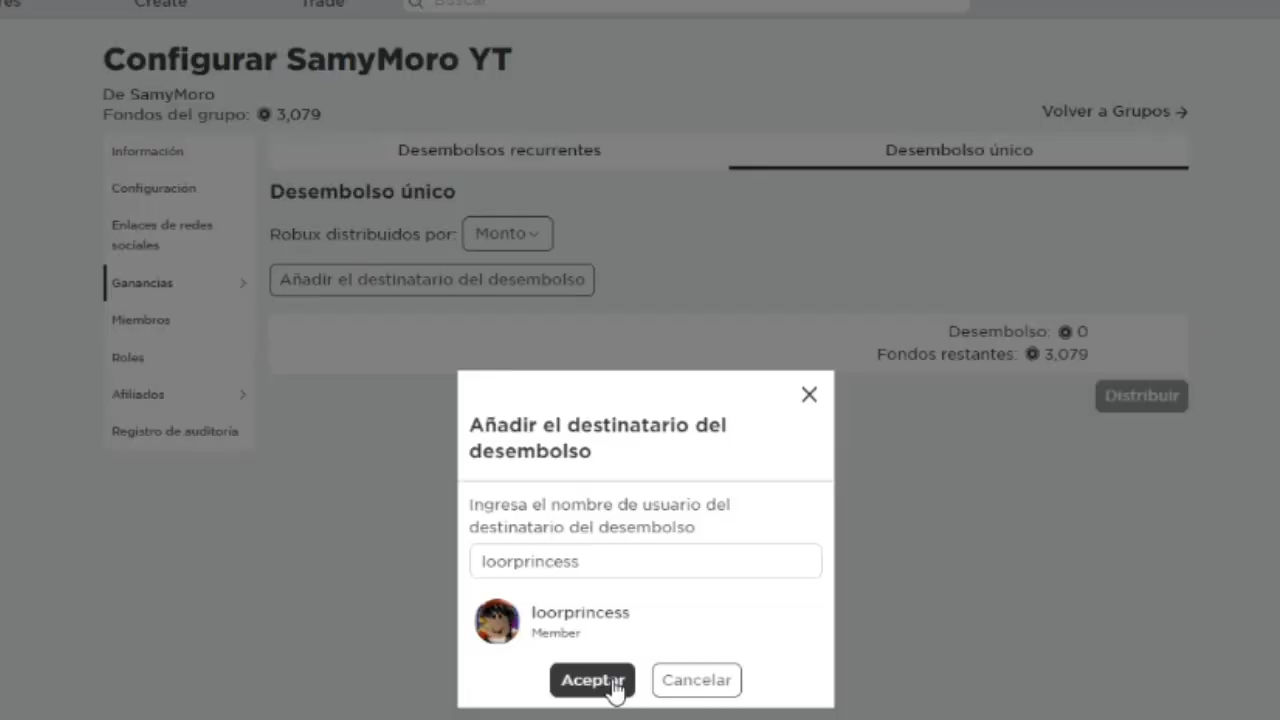 Create
Trade
Buscar
Configurar SamyMoro YT
De SamyMoro
Fondos del grupo: 3,079
Volver a Grupos →
Información
Configuración
Enlaces de redes
sociales
Ganancias
Miembros
Roles
Afiliados
Registro de auditoría
Desembolsos recurrentes
Desembolso único
Desembolso único
Robux distribuidos por: Monto
Añadir el destinatario del desembolso
Desembolso: 0
Fondos restantes: 3,079
Distribuir
Añadir el destinatario del
desembolso
Ingresa el nombre de usuario del
destinatario del desembolso
loorprincess
loorprincess
Member
Aceptar
Cancelar